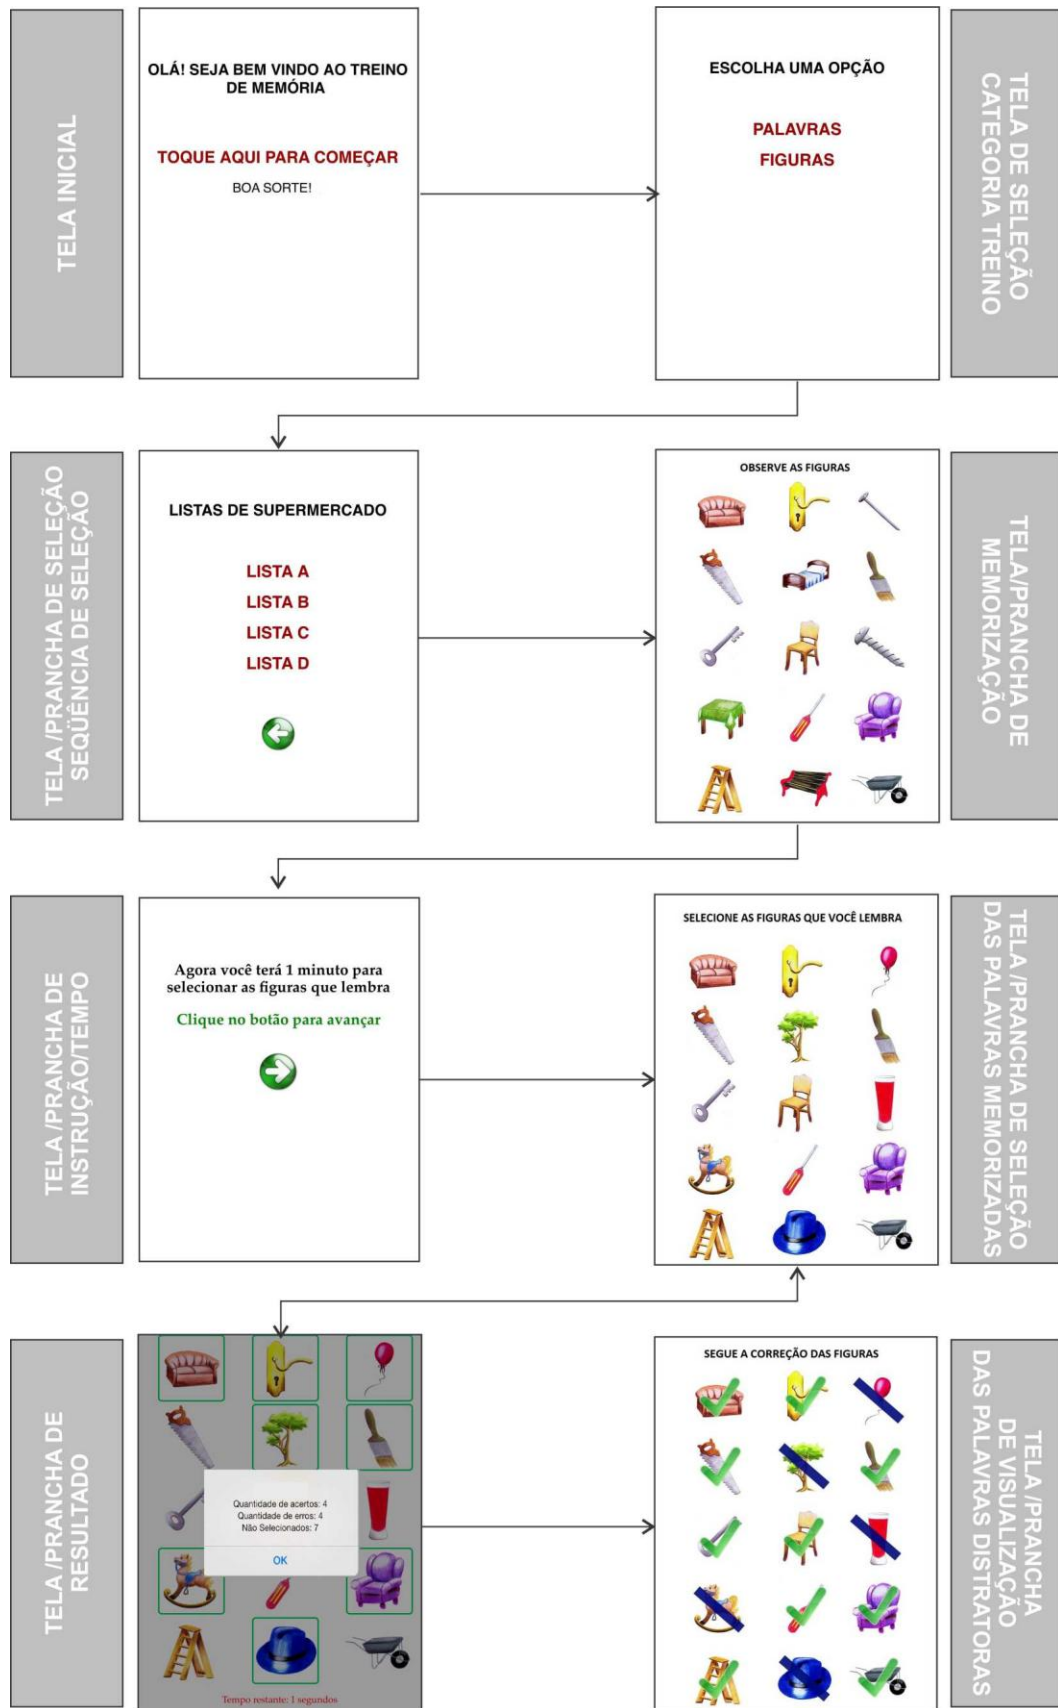 TELA INICIAL
OLÁ! SEJA BEM VINDO AO TREINO
DE MEMÓRIA
TOQUE AQUI PARA COMEÇAR
BOA SORTE!
ESCOLHA UMA OPÇÃO
PALAVRAS
FIGURAS
TELA DE SELEÇÃO
CATEGORIA TREINO
TELA /PRANCHA DE SELEÇÃO
SEQÜÊNCIA DE SELEÇÃO
LISTAS DE SUPERMERCADO
LISTA A
LISTA B
LISTA C
LISTA D
OBSERVE AS FIGURAS
TELA/PRANCHA DE
MEMORIZAÇÃO
TELA /PRANCHA DE
INSTRUÇÃO/TEMPO
Agora você terá 1 minuto para
selecionar as figuras que lembra
Clique no botão para avançar
SELECIONE AS FIGURAS QUE VOCÊ LEMBRA
TELA /PRANCHA DE SELEÇÃO
DAS PALAVRAS MEMORIZADAS
TELA /PRANCHA DE
RESULTADO
Quantidade de acertos: 4
Quantidade de erros: 4
Não Selecionados: 7
OK
Tempo restante: 1 segundos
SEGUE A CORREÇÃO DAS FIGURAS
TELA /PRANCHA
DE VISUALIZAÇÃO
DAS PALAVRAS DISTRATORAS